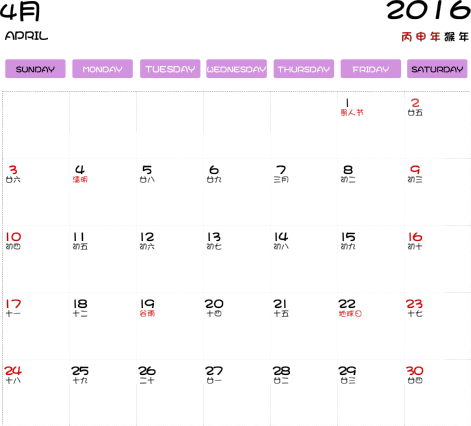 4月
2016
APRIL
丙申年猴年
SUNDAY MONDAY TUESDAY WEDNESDAY THURSDAY FRIDAY SATURDAY
1 2
愚人节 廿五
3 4 5 6 7 8 9
廿六 清明 廿八 廿九 三月 初二 初三
10 11 12 13 14 15 16
初四 初五 初六 初七 初八 初九 初十
17 18 19 20 21 22 23
十一 十二 谷雨 十四 十五 地球日 十七
24 25 26 27 28 29 30
十八 十九 二十 廿一 廿二 廿三 廿四